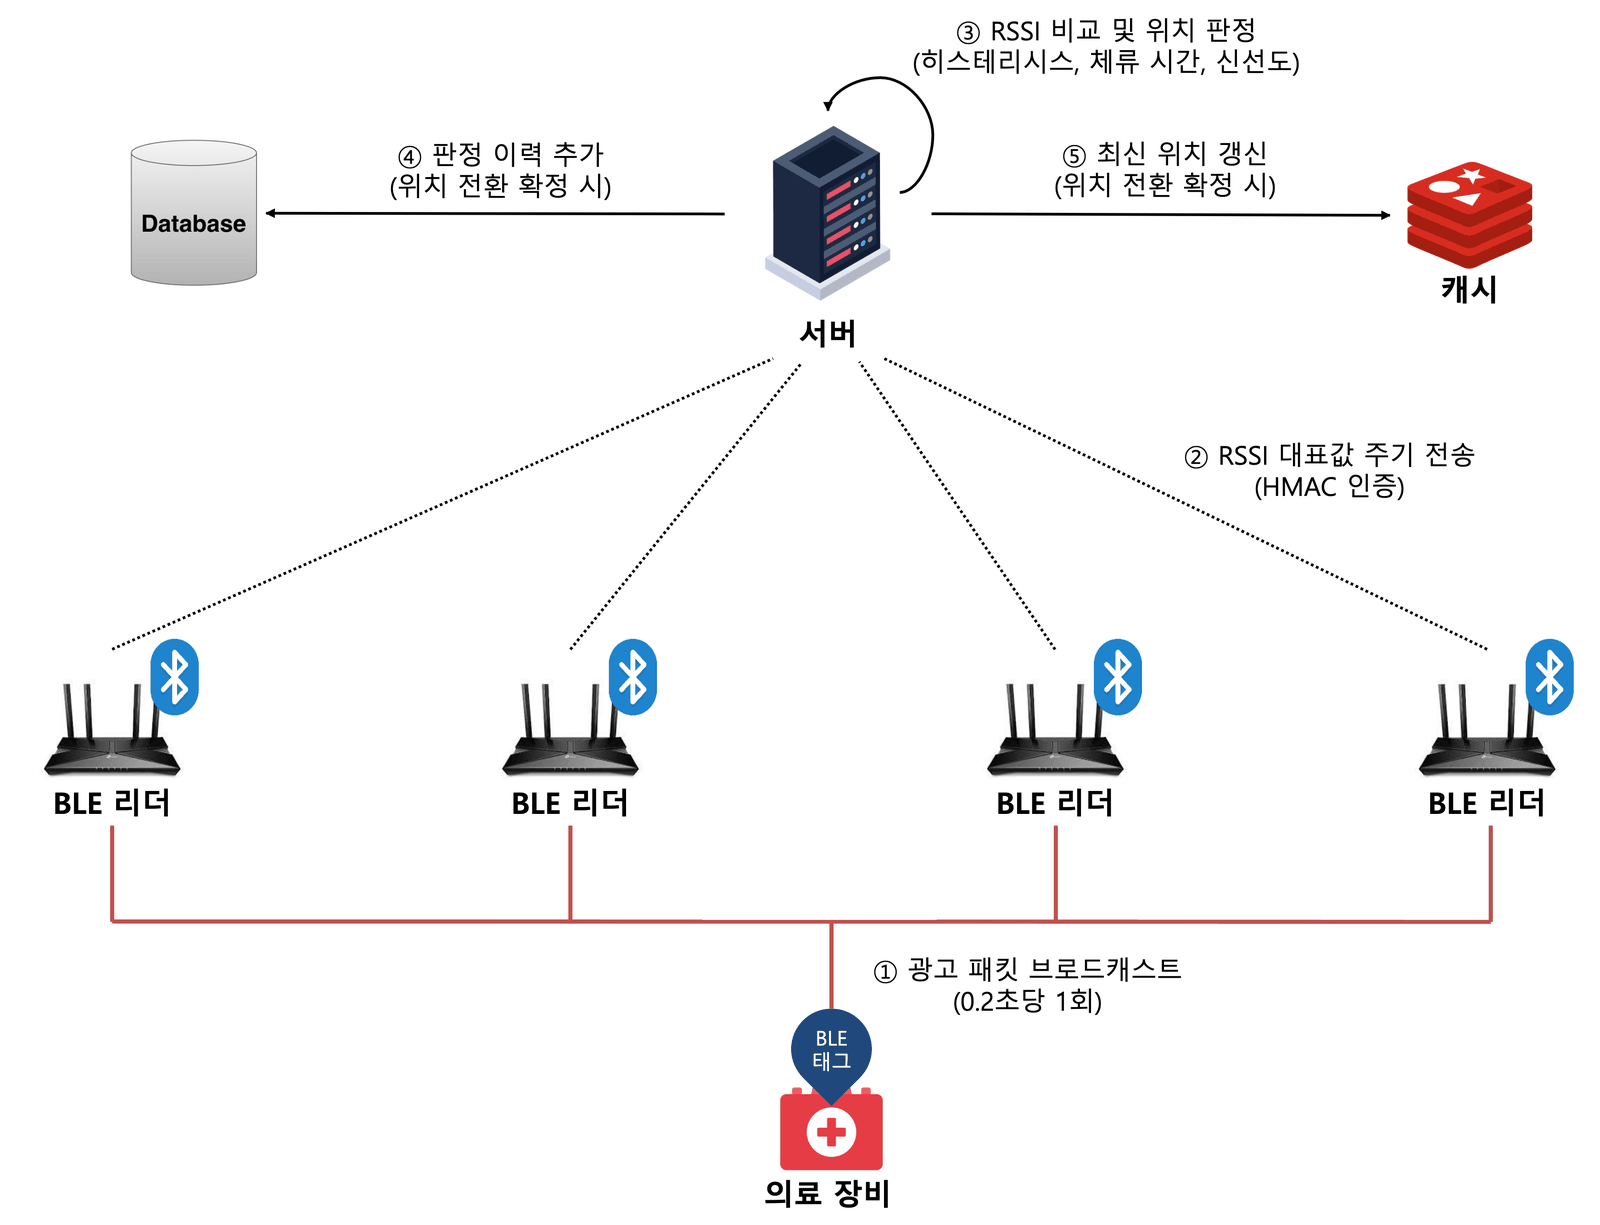 ③ RSSI 비교 및 위치 판정
(히스테리시스, 체류 시간, 신선도)
④ 판정 이력 추가
(위치 전환 확정 시)
⑤ 최신 위치 갱신
(위치 전환 확정 시)
Database
캐시
서버
② RSSI 대표값 주기 전송
(HMAC 인증)
BLE 리더
BLE 리더
BLE 리더
BLE 리더
① 광고 패킷 브로드캐스트
(0.2초당 1회)
BLE
태그
의료 장비